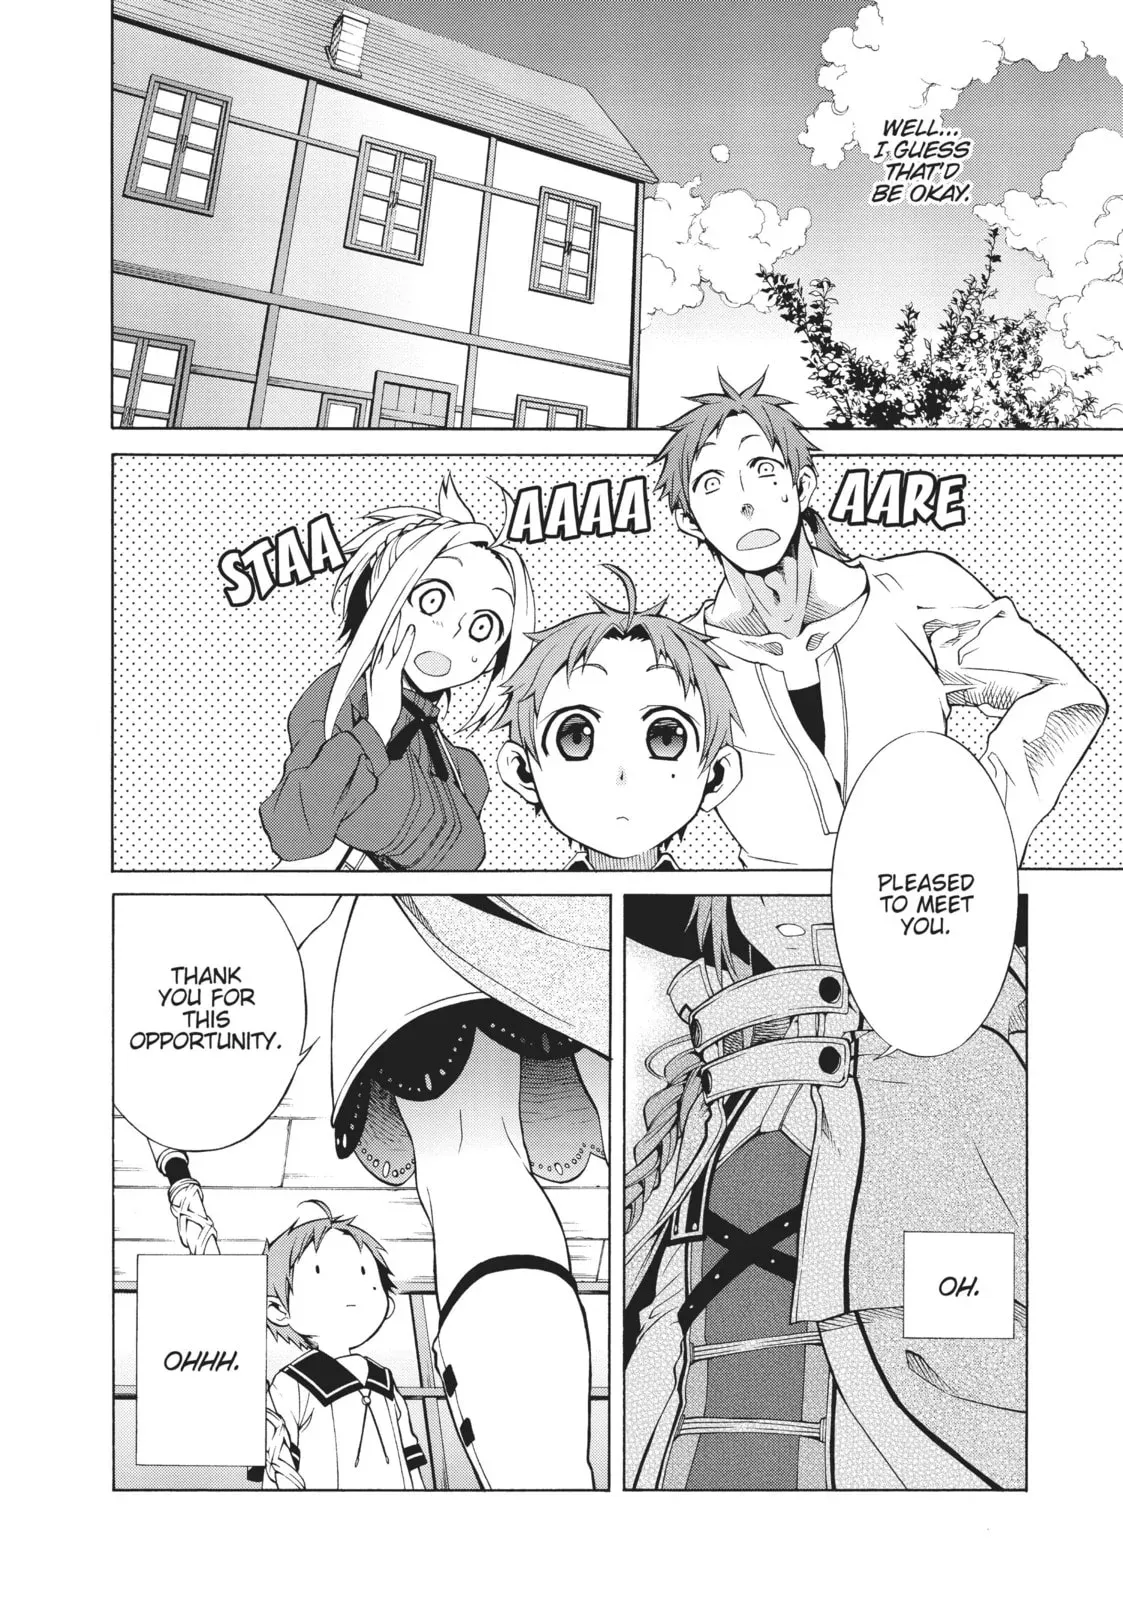 WELL...
I GUESS
THAT'D
BE OKAY.
STAA
AAAA
AARE
PLEASED
TO MEET
YOU.
OH.
THANK
YOU FOR
THIS
OPPORTUNITY.
OHHH.